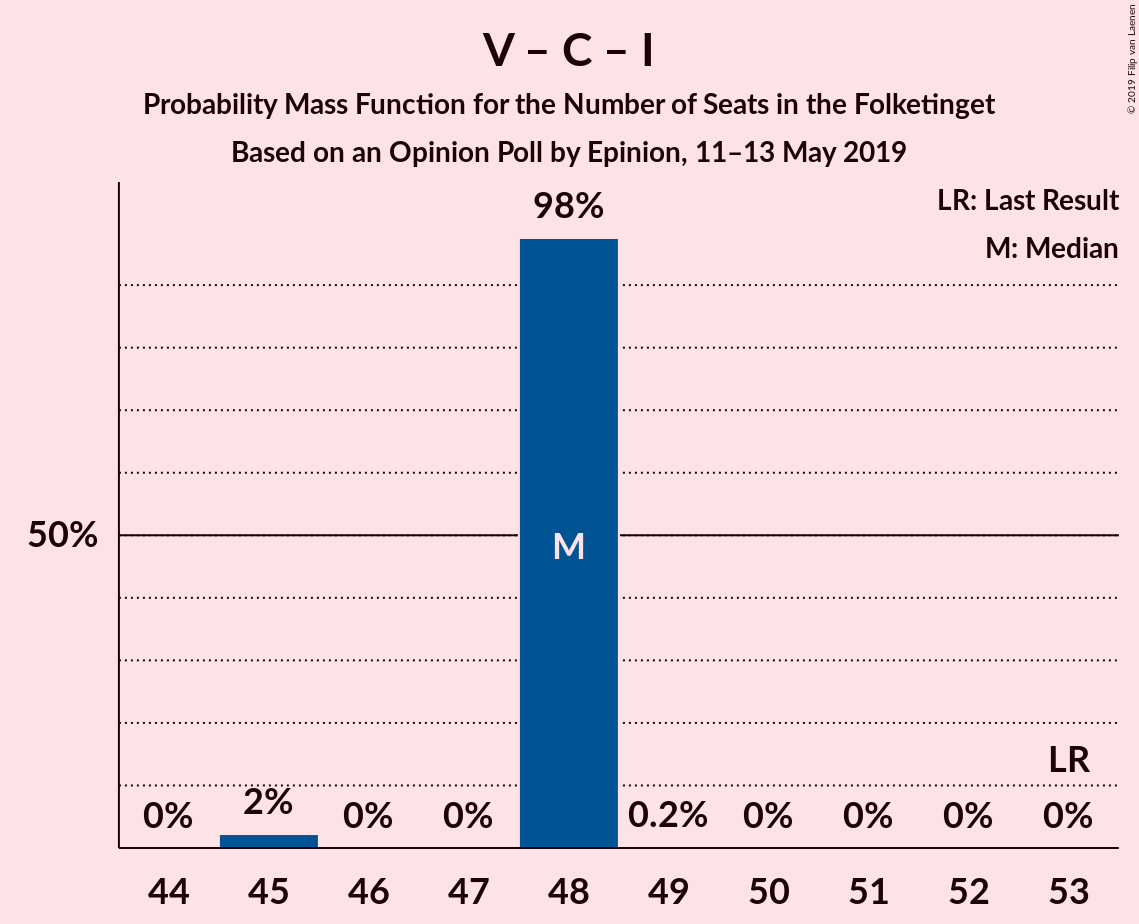 V – C – I
Probability Mass Function for the Number of Seats in the Folketinget
Based on an Opinion Poll by Epinion, 11–13 May 2019
© 2019 Filip van Laenen
LR: Last Result
M: Median
98%
50%
M
LR
0% 2% 0% 0% 0.2% 0% 0% 0% 0%
44 45 46 47 48 49 50 51 52 53